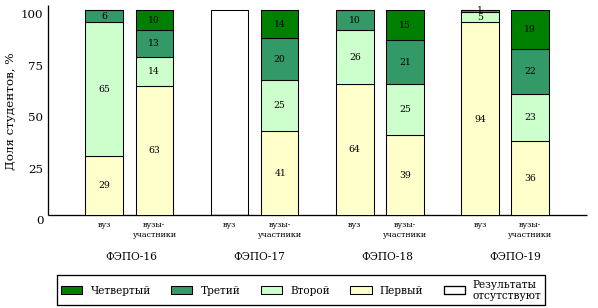 Доля студентов, %
100
75
50
25
0
6
65
29
10
13
14
63
14
20
25
41
10
26
64
15
21
25
39
1
5
94
19
22
23
36
вуз
вузы-
участники
вуз
вузы-
участники
вуз
вузы-
участники
вуз
вузы-
участники
ФЭПО-16 ФЭПО-17 ФЭПО-18 ФЭПО-19
Четвертый Третий Второй Первый Результаты
отсутствуют